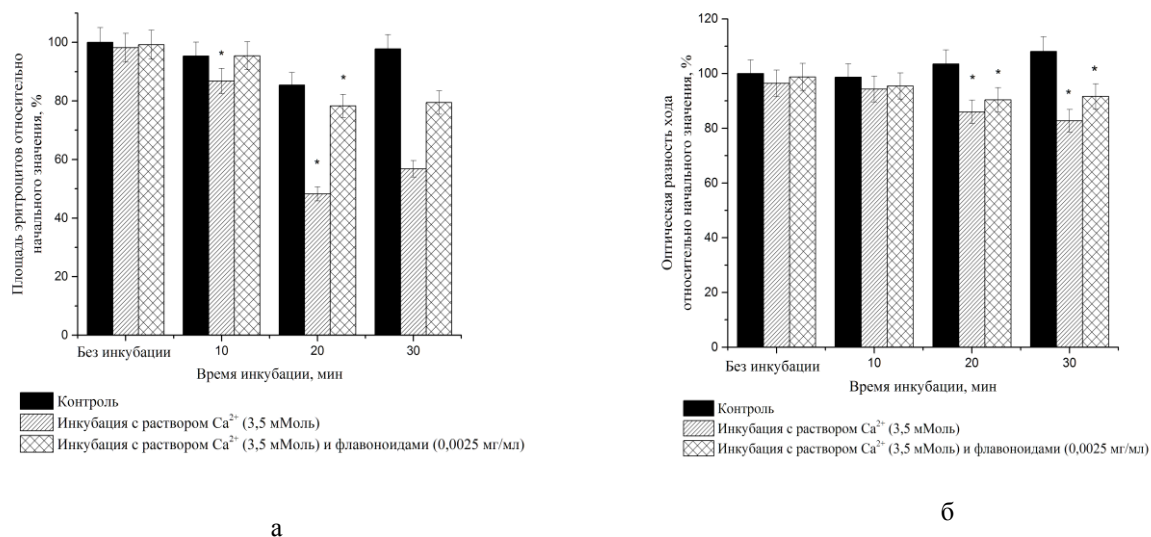 Площадь эритроцитов относительно
начального значения, %
100
80
60
40
20
0
*
*
*
Без инкубации
10
20
30
Время инкубации, мин
Контроль
Инкубация с раствором Ca²⁺ (3,5 мМоль)
Инкубация с раствором Ca²⁺ (3,5 мМоль) и флавоноидами (0,0025 мг/мл)
а
Оптическая разность хода
относительно начального значения, %
120
100
80
60
40
20
0
*
*
*
*
Без инкубации
10
20
30
Время инкубации, мин
Контроль
Инкубация с раствором Ca²⁺ (3,5 мМоль)
Инкубация с раствором Ca²⁺ (3,5 мМоль) и флавоноидами (0,0025 мг/мл)
б